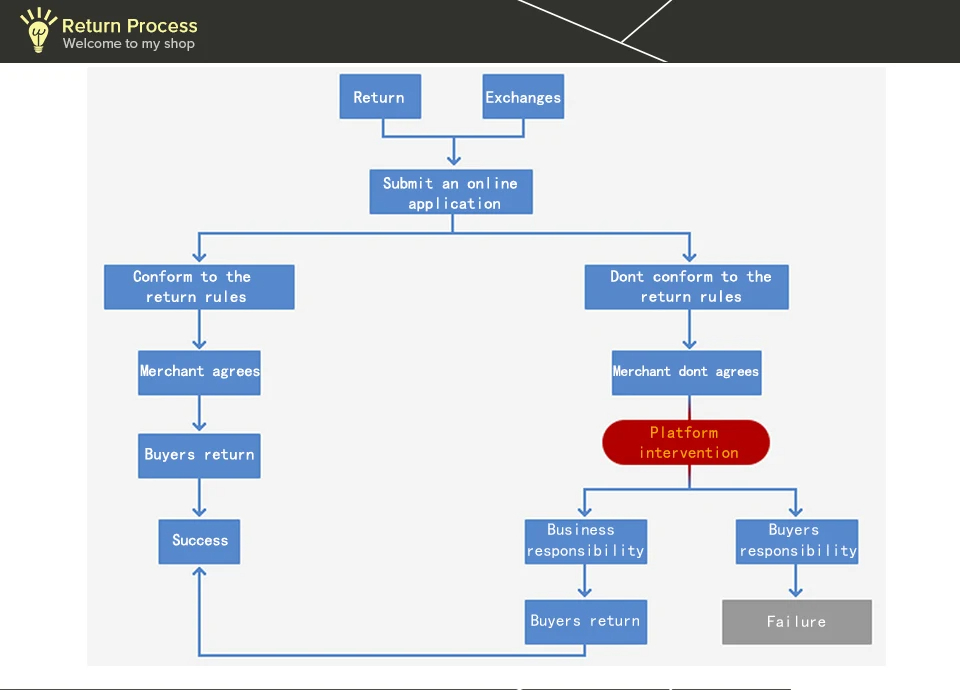 Return Process
Welcome to my shop
Return
Exchanges
Submit an online
application
Conform to the
return rules
Dont conform to the
return rules
Merchant agrees
Merchant dont agrees
Platform
intervention
Buyers return
Success
Business
responsibility
Buyers
responsibility
Buyers return
Failure